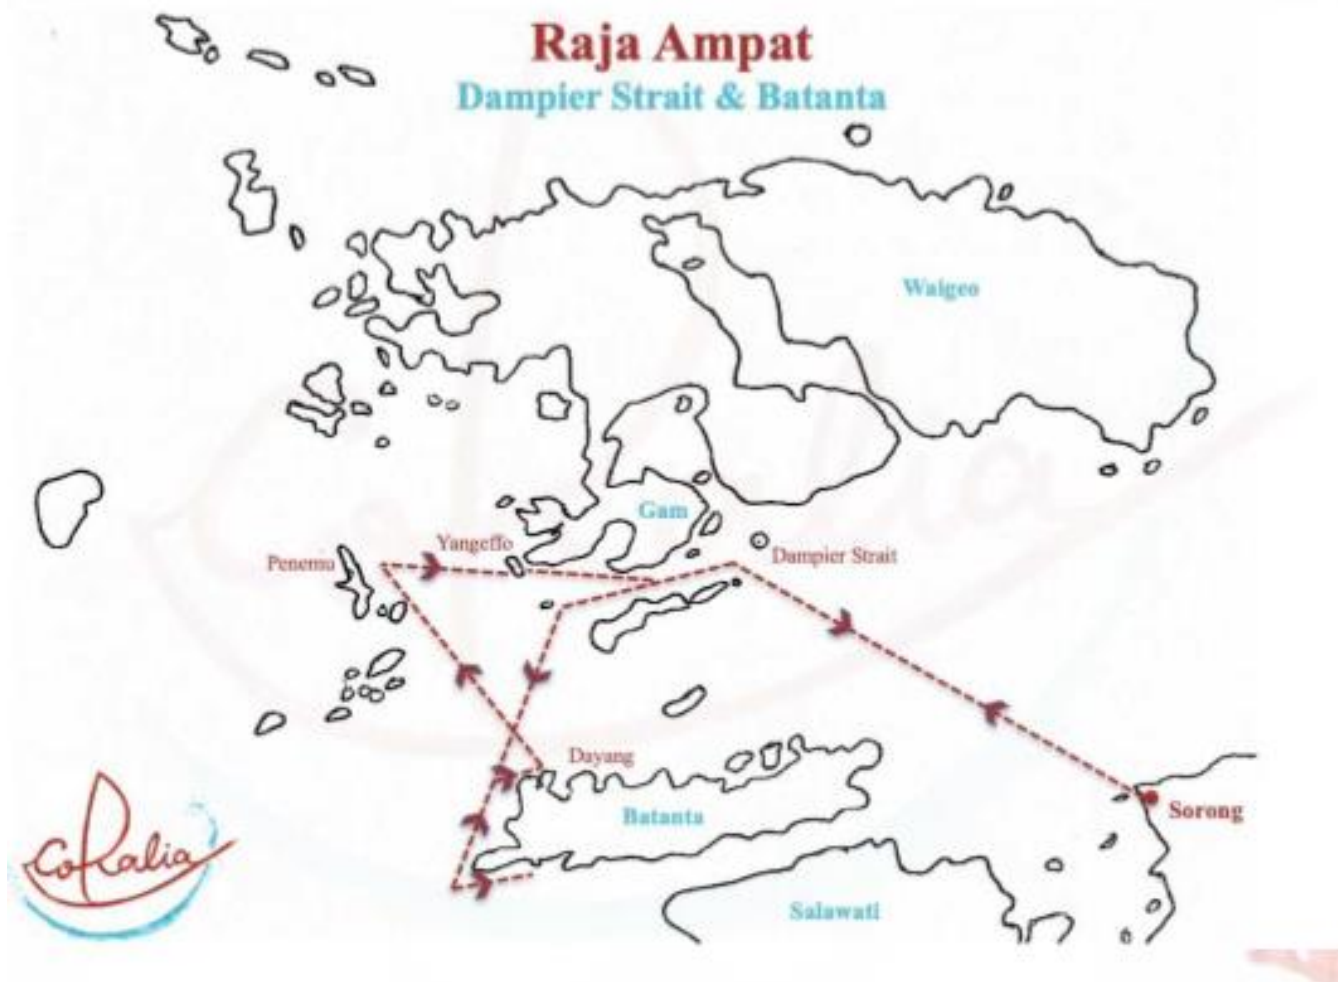 Raja Ampat
Dampier Strait & Batanta
Waigeo
Gam
Yangeffo
Penemu
Dampier Strait
Dayang
Batanta
Sorong
Salawati
CoRalia